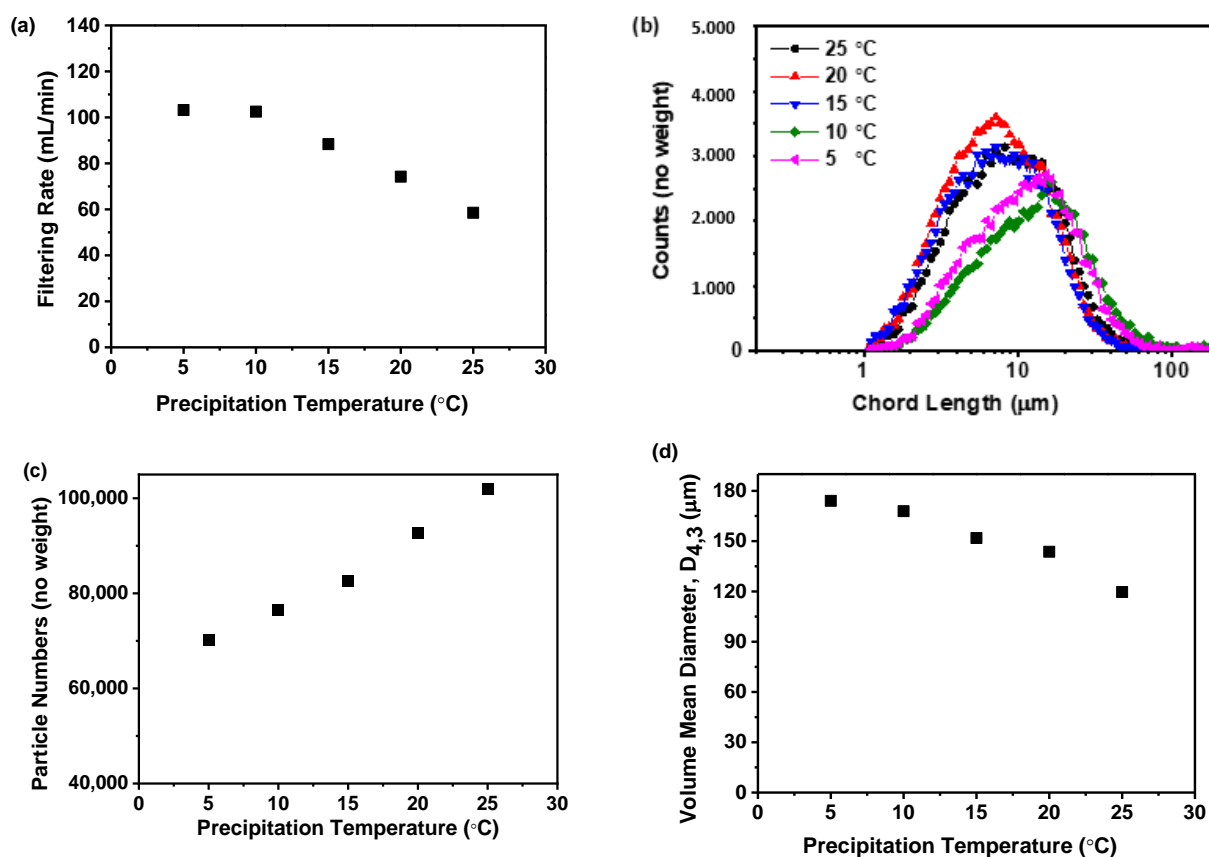 (a)
140
120
100
80
60
40
20
0
Filtering Rate (mL/min)
0 5 10 15 20 25 30
Precipitation Temperature (°C)
(b)
5.000
4.000
3.000
2.000
1.000
0
Counts (no weight)
25 °C
20 °C
15 °C
10 °C
5 °C
1 10 100
Chord Length (μm)
(c)
100,000
80,000
60,000
40,000
Particle Numbers (no weight)
0 5 10 15 20 25 30
Precipitation Temperature (°C)
(d)
180
150
120
90
60
30
0
Volume Mean Diameter, D4,3 (μm)
0 5 10 15 20 25 30
Precipitation Temperature (°C)